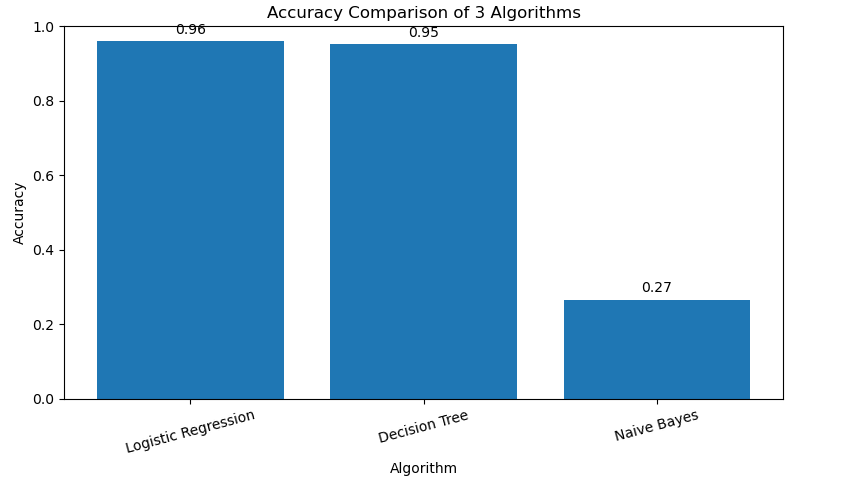 Accuracy Comparison of 3 Algorithms
1.0
0.8
0.6
0.4
0.2
0.0
Accuracy
0.96
0.95
0.27
Logistic Regression
Decision Tree
Naive Bayes
Algorithm